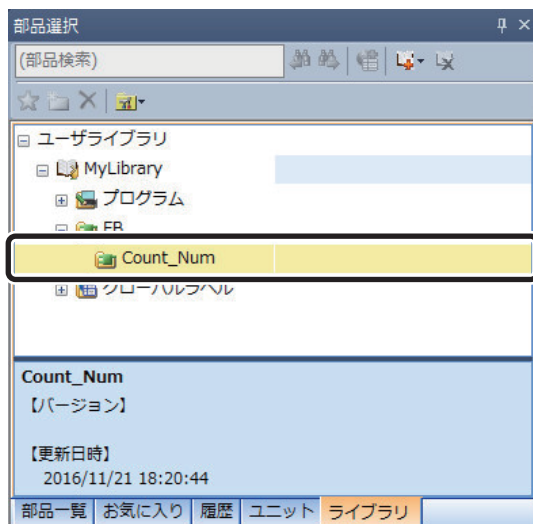 部品選択
(部品検索)
ユーザライブラリ
MyLibrary
プログラム
FB
Count_Num
グローバルラベル
Count_Num
【バージョン】
【更新日時】
2016/11/21 18:20:44
部品一覧 お気に入り 履歴 ユニット ライブラリ